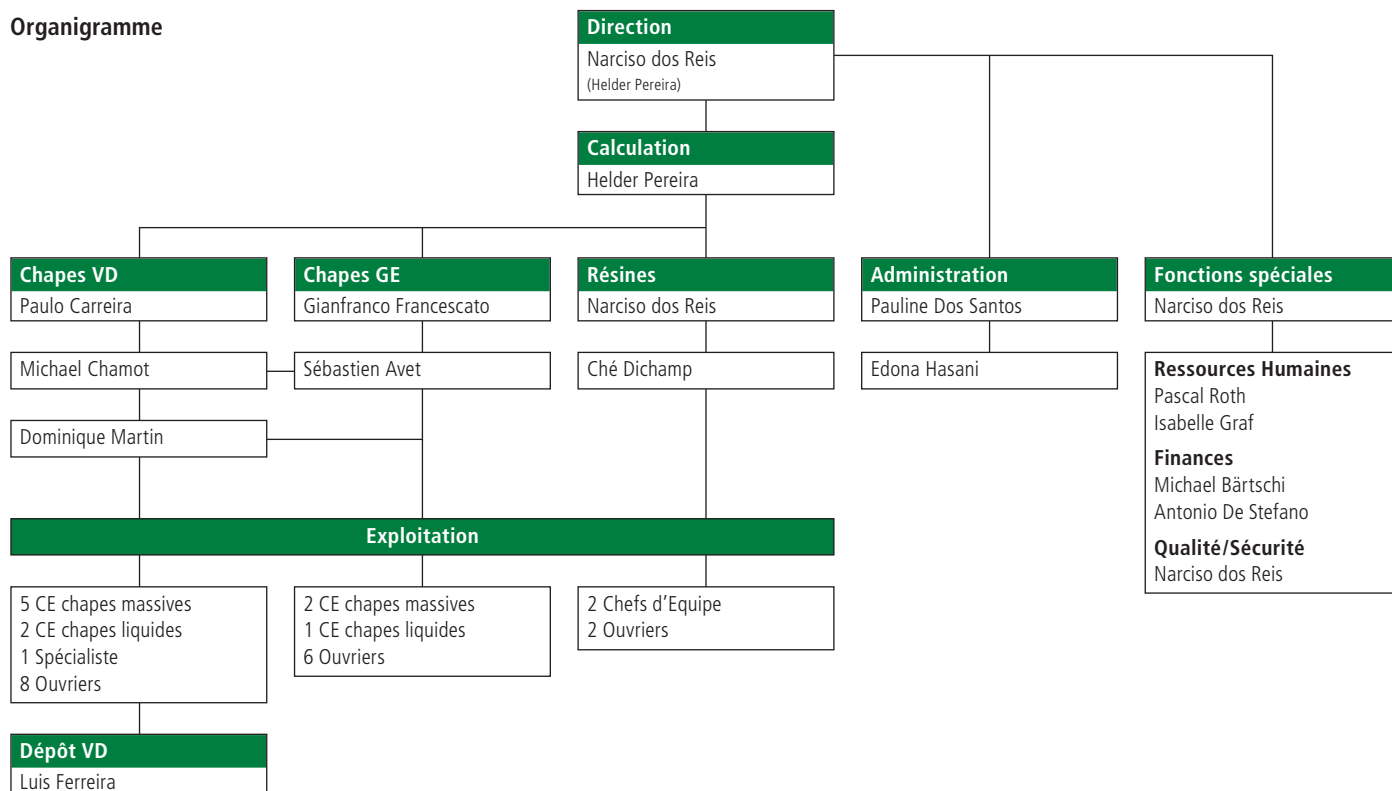 Organigramme
Direction
Narciso dos Reis
(Helder Pereira)
Calculation
Helder Pereira
Chapes VD
Paulo Carreira
Michael Chamot
Dominique Martin
Chapes GE
Gianfranco Francescato
Sébastien Avet
Résines
Narciso dos Reis
Ché Dichamp
Administration
Pauline Dos Santos
Edona Hasani
Fonctions spéciales
Narciso dos Reis
Ressources Humaines
Pascal Roth
Isabelle Graf
Finances
Michael Bärtschi
Antonio De Stefano
Qualité/Sécurité
Narciso dos Reis
Exploitation
5 CE chapes massives
2 CE chapes liquides
1 Spécialiste
8 Ouvriers
2 CE chapes massives
1 CE chapes liquides
6 Ouvriers
2 Chefs d'Equipe
2 Ouvriers
Dépôt VD
Luis Ferreira